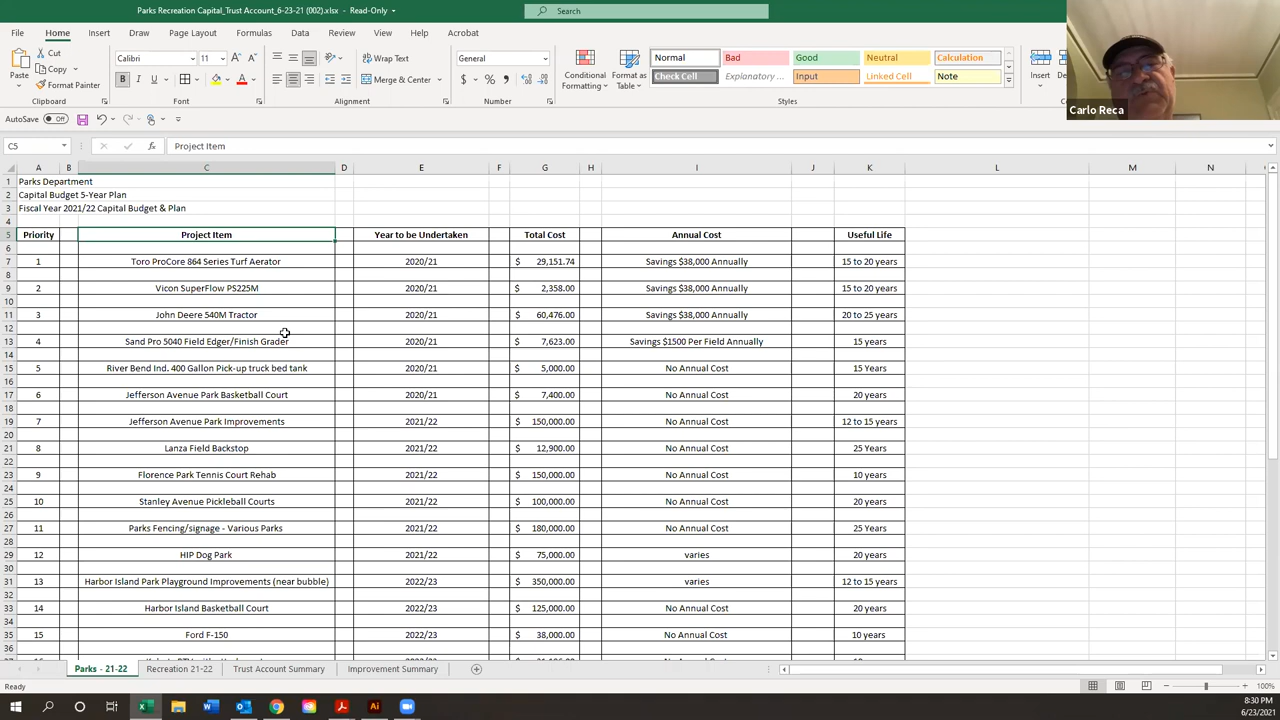 Parks Recreation Capital_Trust Account_6-23-21 (002).xlsx - Read-Only
Search
File Home Insert Draw Page Layout Formulas Data Review View Help Acrobat
Paste
Cut
Copy
Format Painter
Clipboard
Calibri 11
B I U
Font
Wrap Text
Merge & Center
Alignment
General
$ % 9
Number
Conditional Formatting
Format as Table
Normal Bad Good Neutral Calculation
Check Cell Explanatory ... Input Linked Cell Note
Styles
Insert
Carlo Reca
AutoSave Off
C5 fx Project Item
A B C D E F G H I J K L M N
1 Parks Department
2 Capital Budget 5-Year Plan
3 Fiscal Year 2021/22 Capital Budget & Plan
4
5 Priority Project Item Year to be Undertaken Total Cost Annual Cost Useful Life
6
7 1 Toro ProCore 864 Series Turf Aerator 2020/21 $ 29,151.74 Savings $38,000 Annually 15 to 20 years
8
9 2 Vicon SuperFlow PS225M 2020/21 $ 2,358.00 Savings $38,000 Annually 15 to 20 years
10
11 3 John Deere 540M Tractor 2020/21 $ 60,476.00 Savings $38,000 Annually 20 to 25 years
12
13 4 Sand Pro 5040 Field Edger/Finish Grader 2020/21 $ 7,623.00 Savings $1500 Per Field Annually 15 years
14
15 5 River Bend Ind. 400 Gallon Pick-up truck bed tank 2020/21 $ 5,000.00 No Annual Cost 15 Years
16
17 6 Jefferson Avenue Park Basketball Court 2020/21 $ 7,400.00 No Annual Cost 20 years
18
19 7 Jefferson Avenue Park Improvements 2021/22 $ 150,000.00 No Annual Cost 12 to 15 years
20
21 8 Lanza Field Backstop 2021/22 $ 12,900.00 No Annual Cost 25 Years
22
23 9 Florence Park Tennis Court Rehab 2021/22 $ 150,000.00 No Annual Cost 10 years
24
25 10 Stanley Avenue Pickleball Courts 2021/22 $ 100,000.00 No Annual Cost 20 years
26
27 11 Parks Fencing/signage - Various Parks 2021/22 $ 180,000.00 No Annual Cost 25 Years
28
29 12 HIP Dog Park 2021/22 $ 75,000.00 varies 20 years
30
31 13 Harbor Island Park Playground Improvements (near bubble) 2022/23 $ 350,000.00 varies 12 to 15 years
32
33 14 Harbor Island Basketball Court 2022/23 $ 125,000.00 No Annual Cost 20 years
34
35 15 Ford F-150 2022/23 $ 38,000.00 No Annual Cost 10 years
36
Parks - 21-22 Recreation 21-22 Trust Account Summary Improvement Summary
Ready
100%
8:30 PM
6/23/2021